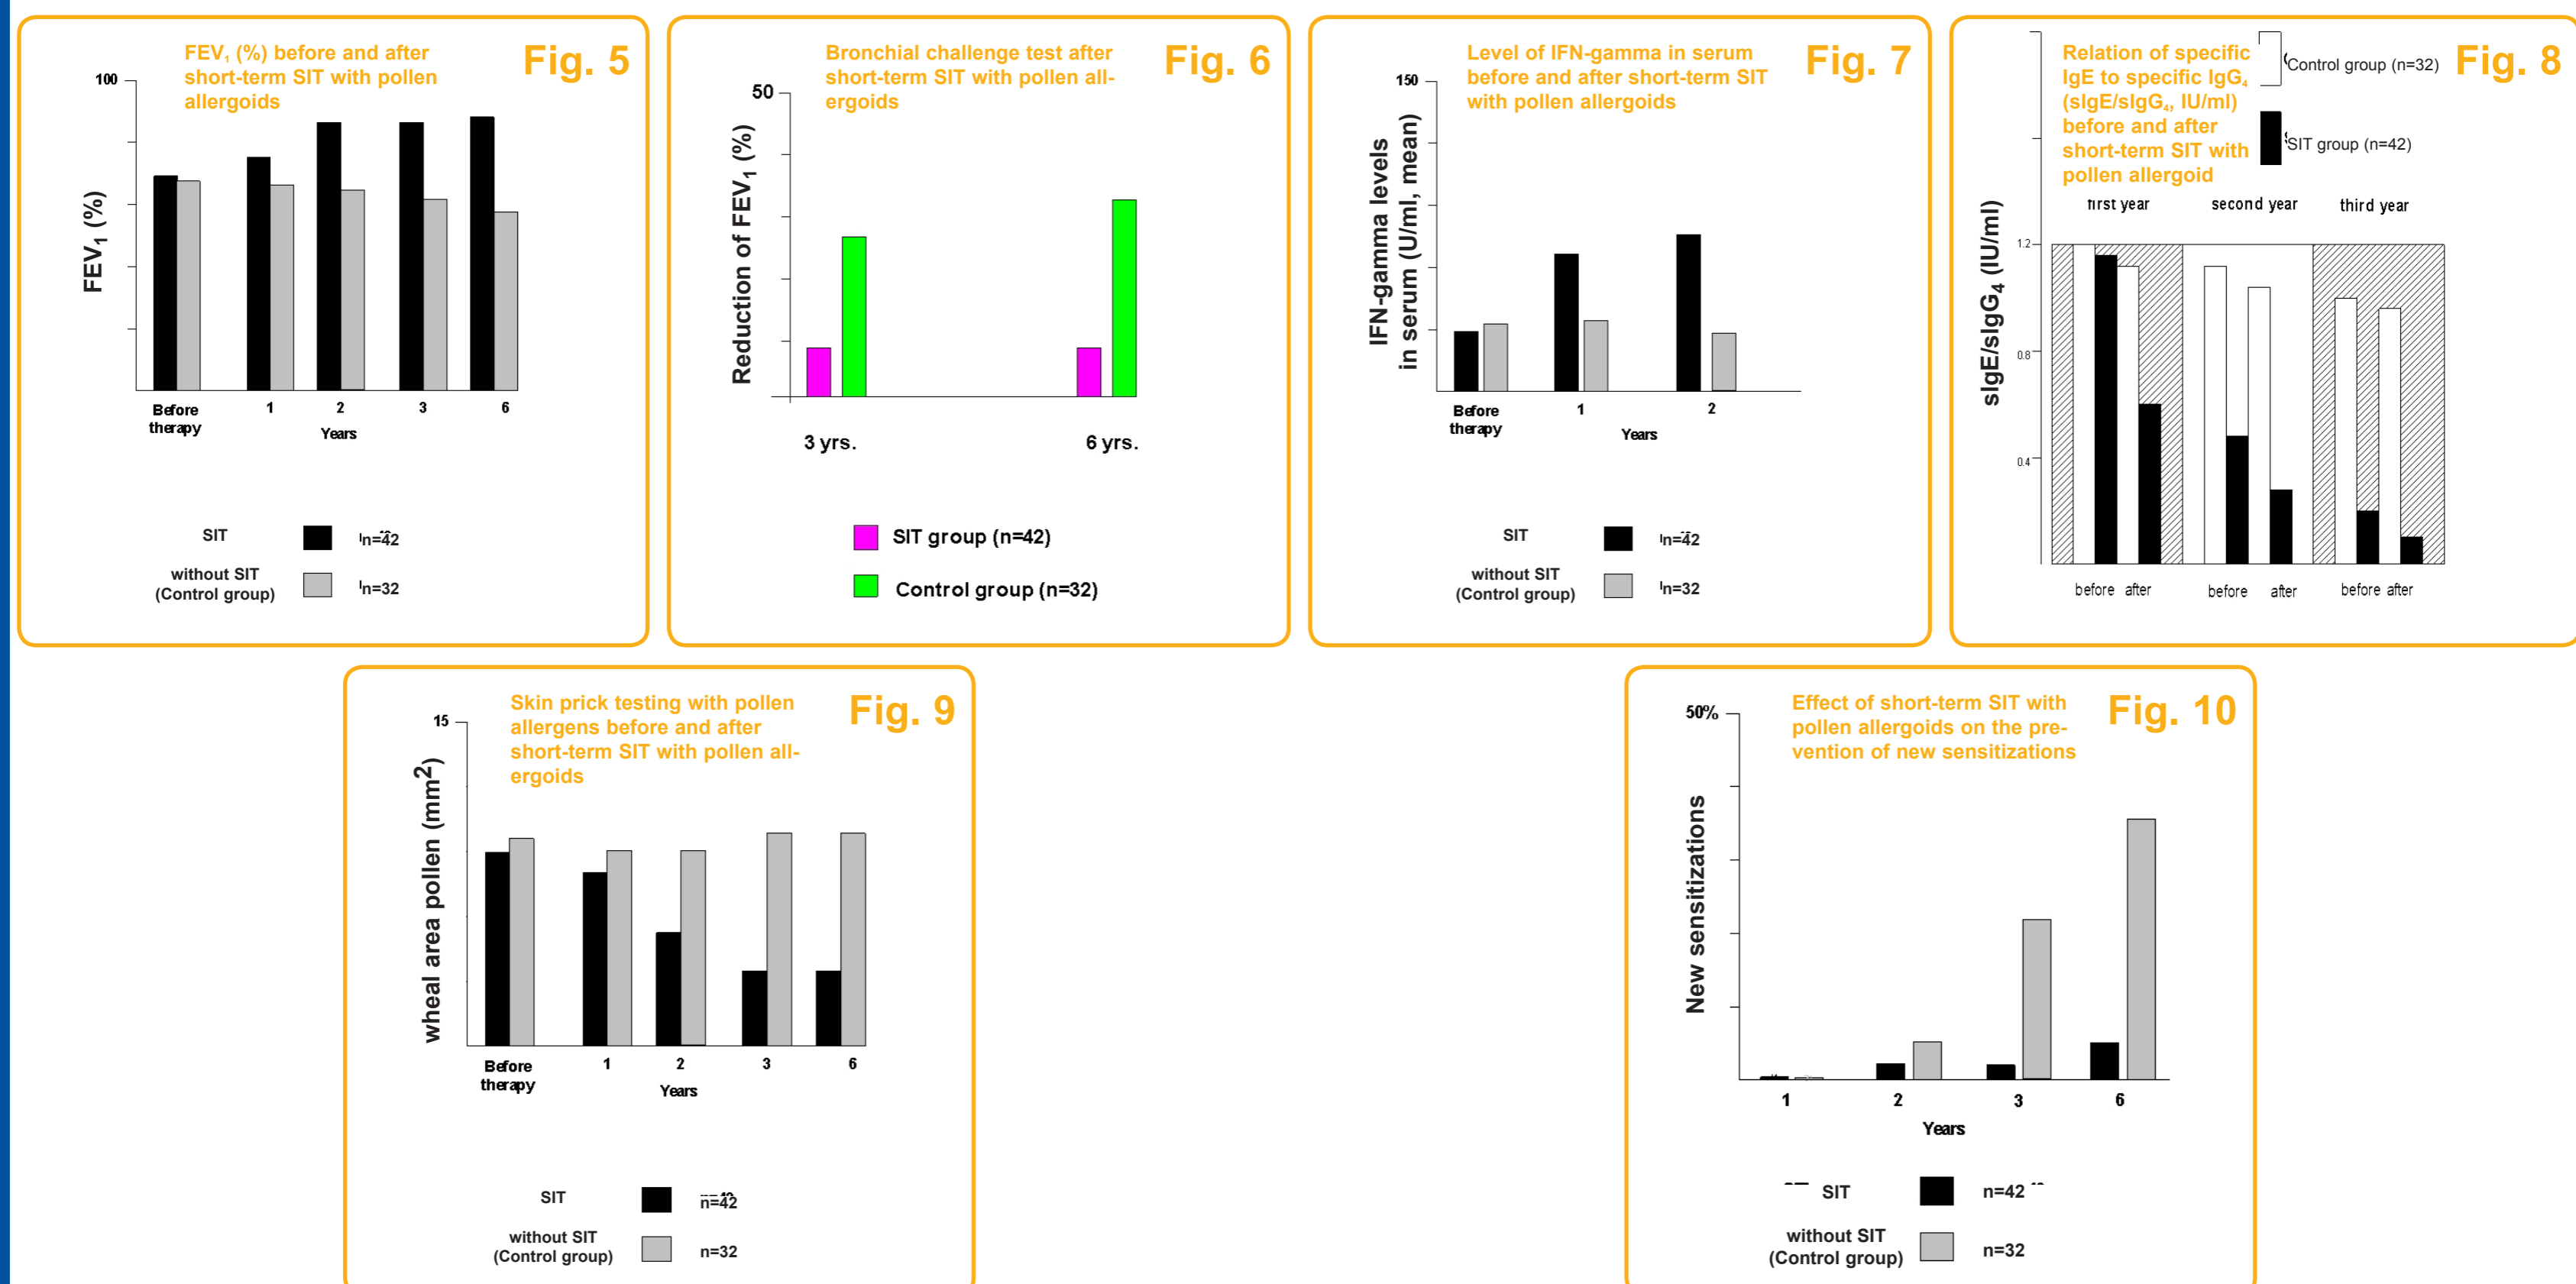 Fig. 5
FEV₁ (%) before and after
short-term SIT with pollen
allergoids
100
FEV₁ (%)
Before
therapy
1
2
3
6
Years
SIT
n=42
without SIT
(Control group)
n=32
Fig. 6
Bronchial challenge test after
short-term SIT with pollen all-
ergoids
50
Reduction of FEV₁ (%)
3 yrs.
6 yrs.
SIT group (n=42)
Control group (n=32)
Fig. 7
Level of IFN-gamma in serum
before and after short-term SIT
with pollen allergoids
150
IFN-gamma levels
in serum (U/ml, mean)
Before
therapy
1
2
Years
SIT
n=42
without SIT
(Control group)
n=32
Fig. 8
Relation of specific
IgE to specific IgG₄
(sIgE/sIgG₄, IU/ml)
before and after
short-term SIT with
pollen allergoid
Control group (n=32)
SIT group (n=42)
first year
second year
third year
sIgE/sIgG₄ (IU/ml)
1.2
0.8
0.4
before after
before after
before after
Fig. 9
Skin prick testing with pollen
allergens before and after
short-term SIT with pollen all-
ergoids
15
wheal area pollen (mm²)
Before
therapy
1
2
3
6
Years
SIT
n=42
without SIT
(Control group)
n=32
Fig. 10
Effect of short-term SIT with
pollen allergoids on the pre-
vention of new sensitizations
50%
New sensitizations
1
2
3
6
Years
SIT
n=42
without SIT
(Control group)
n=32